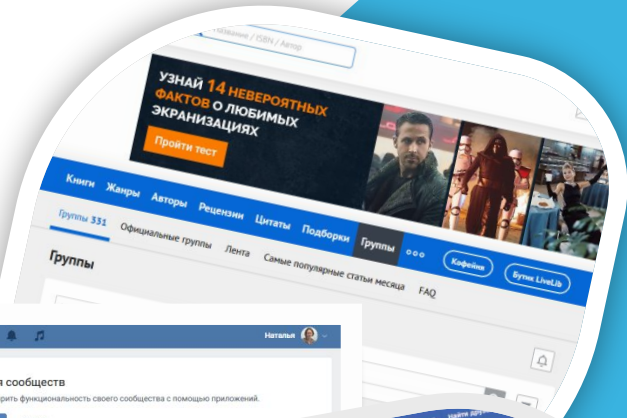 Название / ISBN / Автор
УЗНАЙ 14 НЕВЕРОЯТНЫХ
ФАКТОВ О ЛЮБИМЫХ
ЭКРАНИЗАЦИЯХ
Пройти тест
Книги Жанры Авторы Рецензии Цитаты Подборки Группы ooo Кофейня Бутик LiveLib
Группы 331 Официальные группы Лента Самые популярные статьи месяца FAQ
Группы
Наталья
я сообществ
рить функциональность своего сообщества с помощью приложений.
Найти